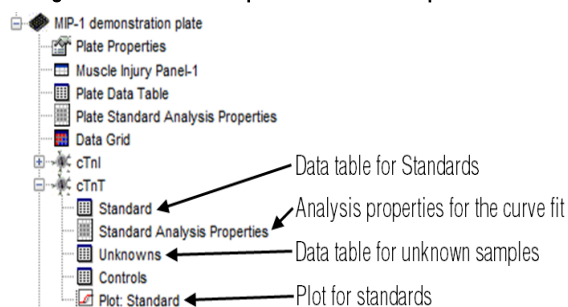 MIP-1 demonstration plate
Plate Properties
Muscle Injury Panel-1
Plate Data Table
Plate Standard Analysis Properties
Data Grid
cTnI
cTnT
Standard
Standard Analysis Properties
Unknowns
Controls
Plot: Standard
Data table for Standards
Analysis properties for the curve fit
Data table for unknown samples
Plot for standards